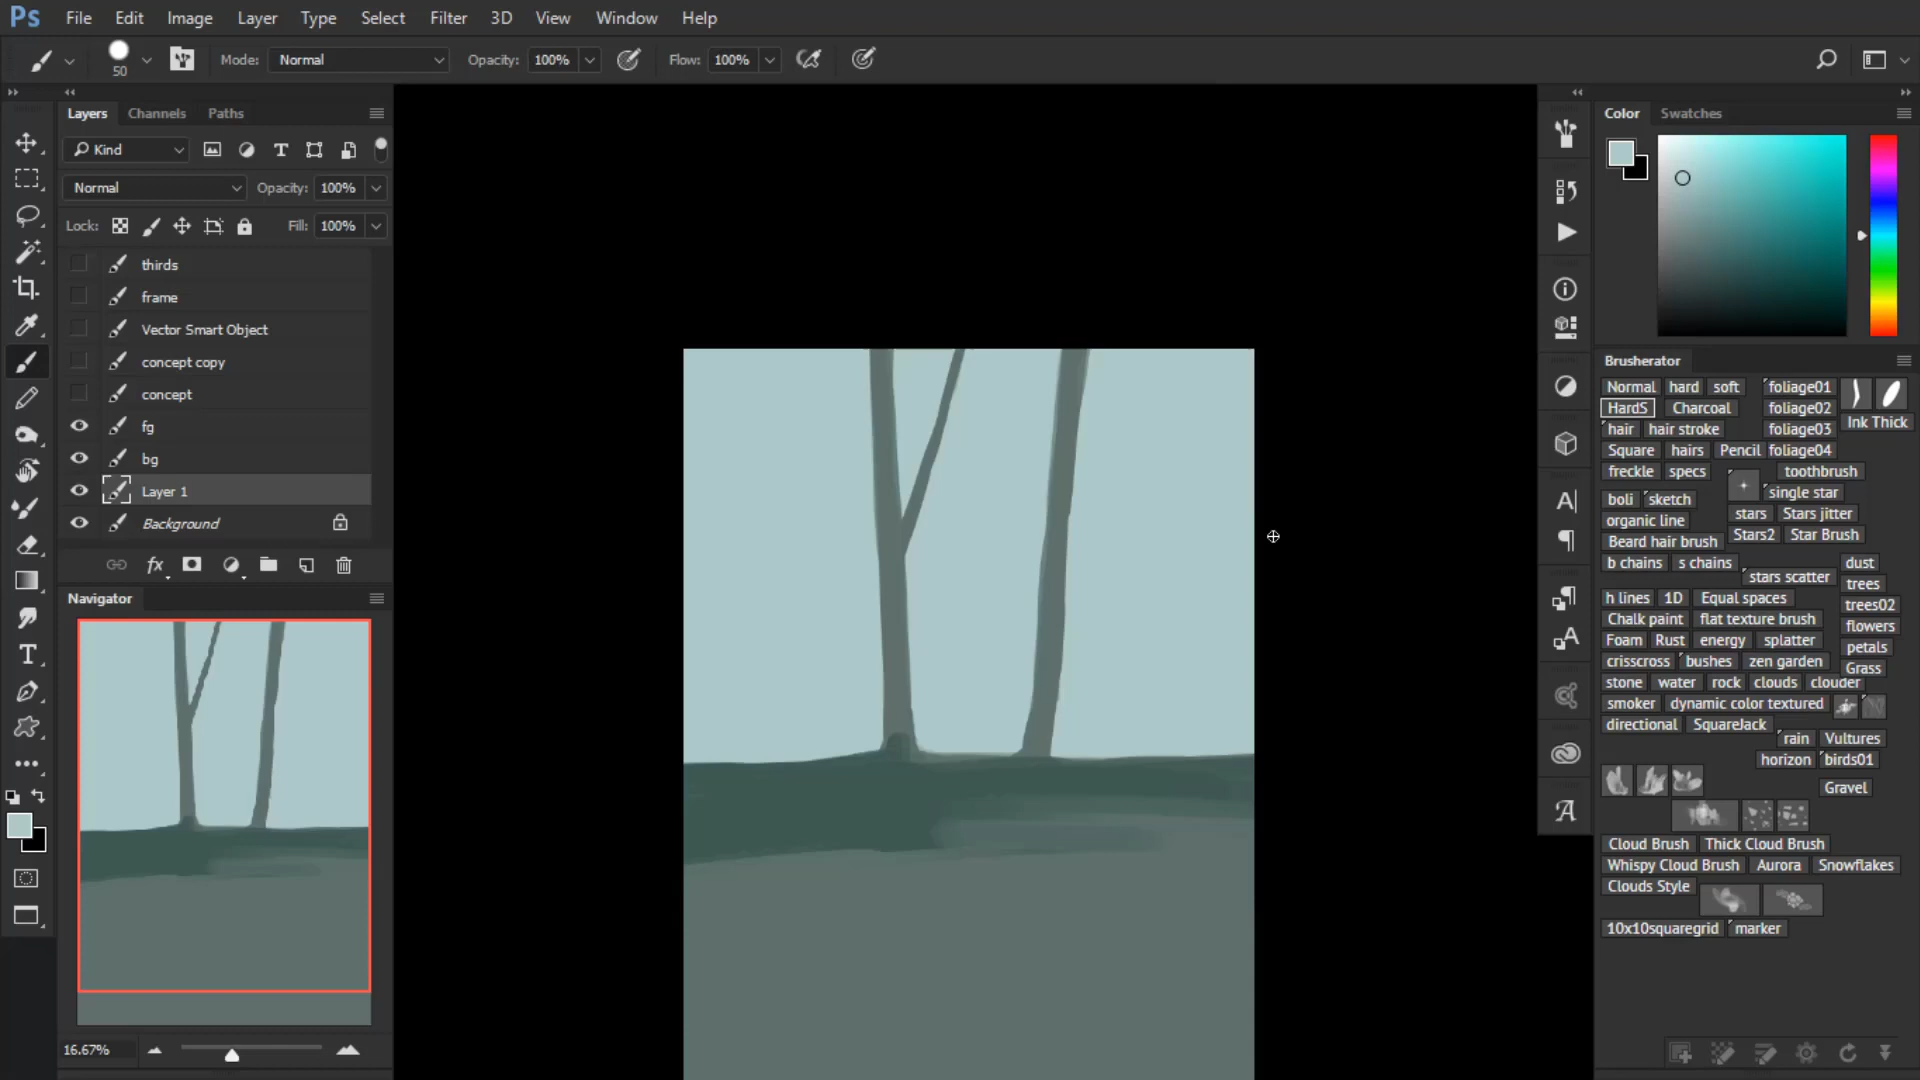 Ps File Edit Image Layer Type Select Filter 3D View Window Help
50 Mode: Normal Opacity: 100% Flow: 100%
Layers Channels Paths
Kind
Normal Opacity: 100%
Lock: Fill: 100%
thirds
frame
Vector Smart Object
concept copy
concept
fg
bg
Layer 1
Background
fx
Navigator
16.67%
Color Swatches
Brusherator
Normal hard soft foliage01
HardS Charcoal foliage02
Ink Thick
hair hair stroke foliage03
Square hairs Pencil foliage04
freckle specs toothbrush
boli sketch single star
organic line stars Stars jitter
Beard hair brush Stars2 Star Brush
b chains s chains dust
stars scatter trees
h lines 1D Equal spaces trees02
Chalk paint flat texture brush flowers
Foam Rust energy splatter petals
crisscross bushes zen garden Grass
stone water rock clouds clouder
smoker dynamic color textured
directional SquareJack
rain Vultures
horizon birds01
Gravel
Cloud Brush Thick Cloud Brush
Whispy Cloud Brush Aurora Snowflakes
Clouds Style
10x10squaregrid marker